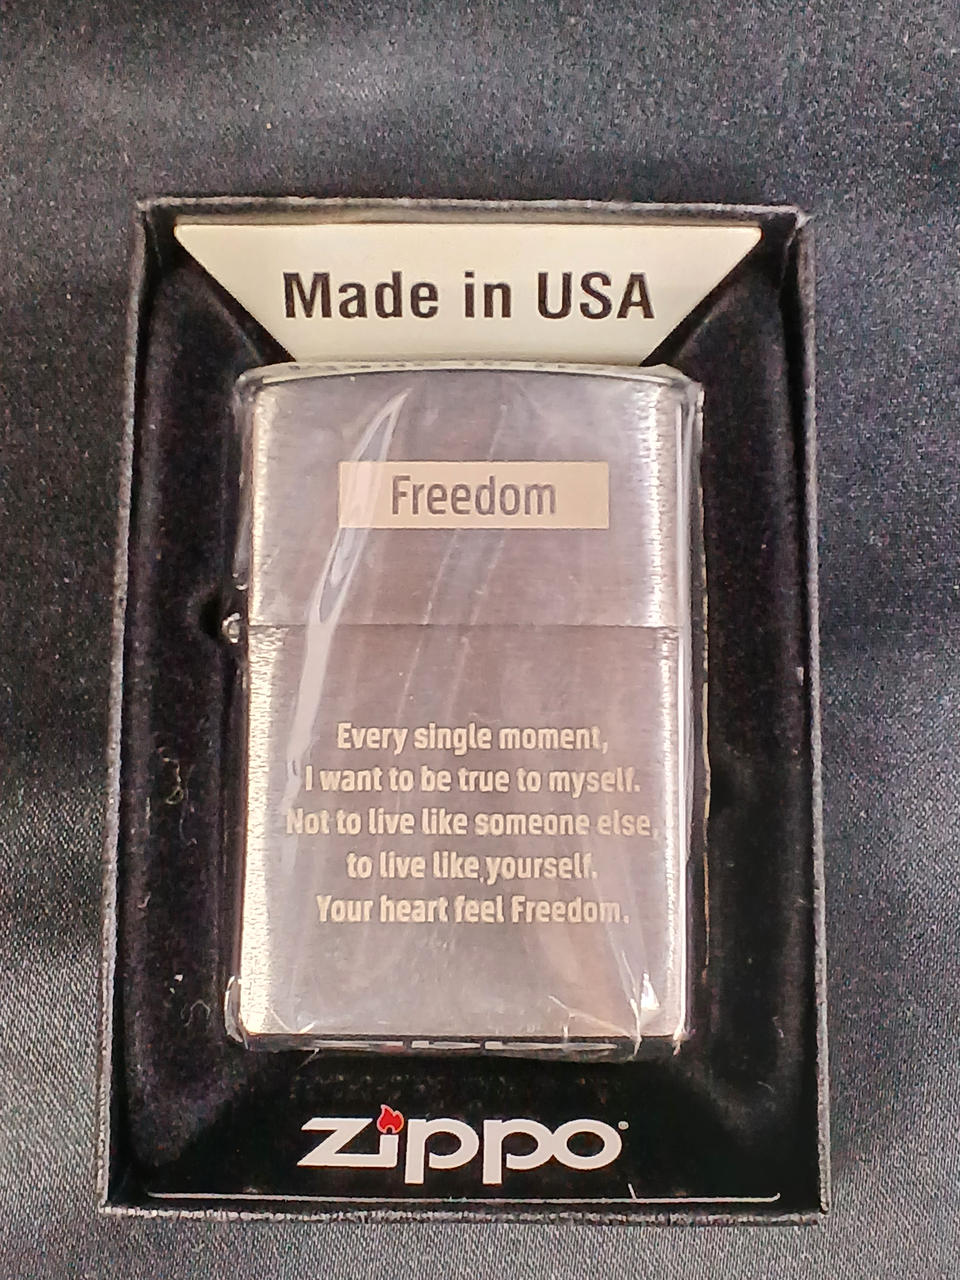 Made in USA
Freedom
Every single moment,
I want to be true to myself.
Not to live like someone else,
to live like yourself.
Your heart feel Freedom.
zippo